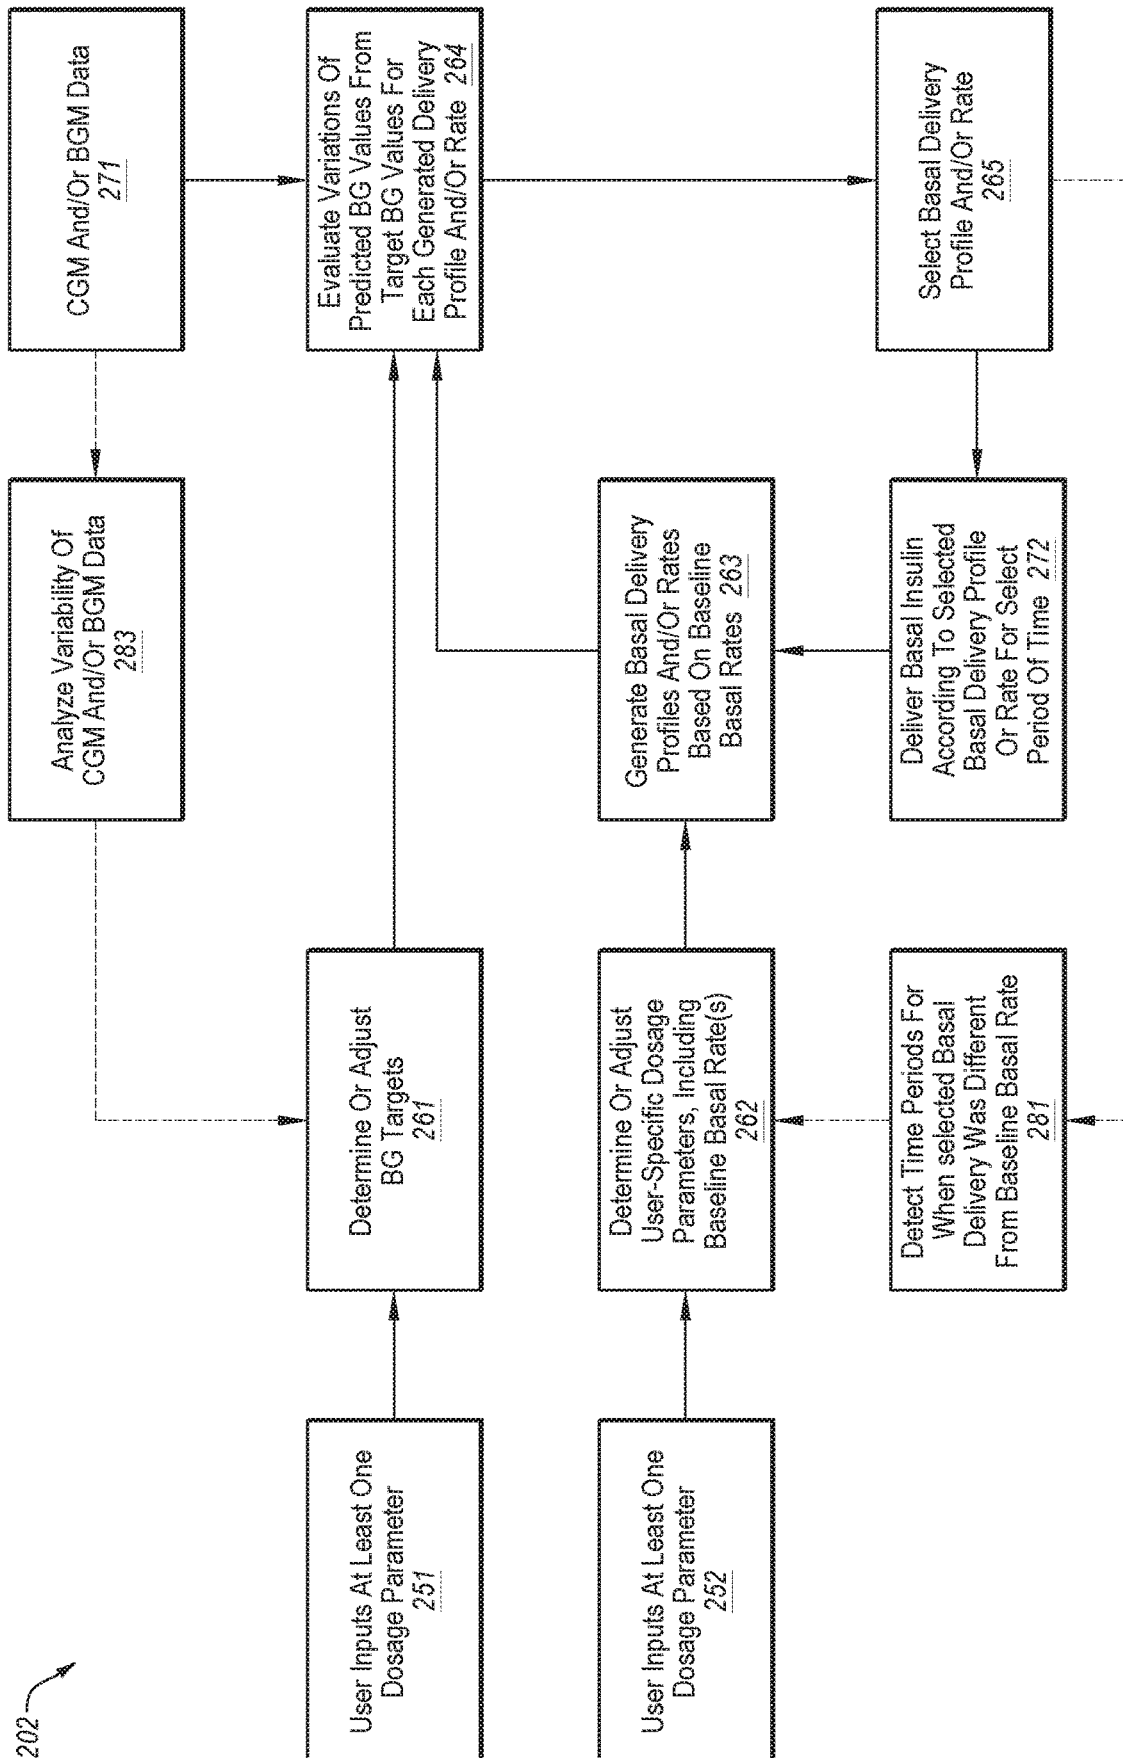 202
CGM And/Or BGM Data
271
Analyze Variability Of
CGM And/Or BGM Data
283
User Inputs At Least One
Dosage Parameter
251
Determine Or Adjust
BG Targets
261
Evaluate Variations Of
Predicted BG Values From
Target BG Values For
Each Generated Delivery
Profile And/Or Rate 264
User Inputs At Least One
Dosage Parameter
252
Determine Or Adjust
User-Specific Dosage
Parameters, Including
Baseline Basal Rate(s)
262
Generate Basal Delivery
Profiles And/Or Rates
Based On Baseline
Basal Rates 263
Detect Time Periods For
When selected Basal
Delivery Was Different
From Baseline Basal Rate
281
Deliver Basal Insulin
According To Selected
Basal Delivery Profile
Or Rate For Select
Period Of Time 272
Select Basal Delivery
Profile And/Or Rate
265